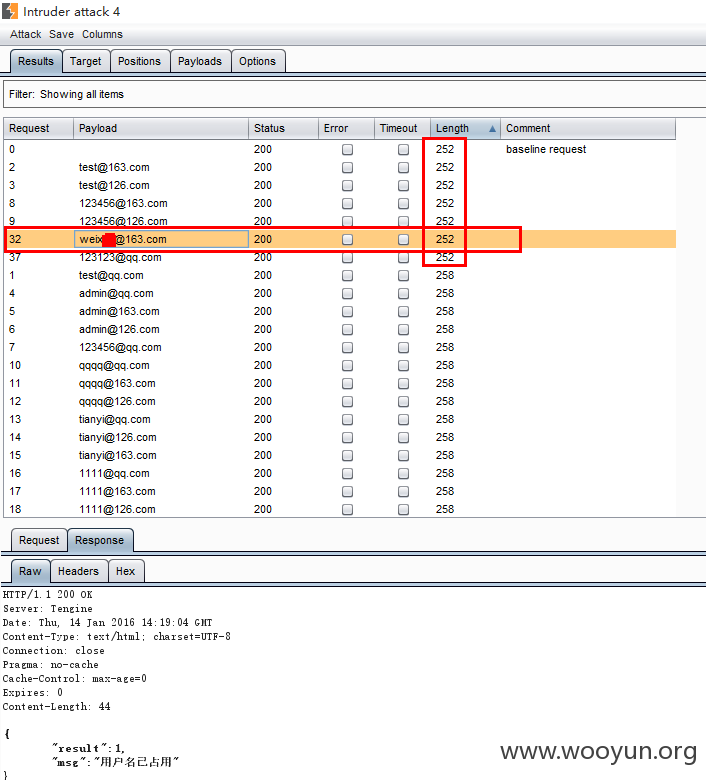 Intruder attack 4
Attack Save Columns
Results Target Positions Payloads Options
Filter: Showing all items
Request Payload Status Error Timeout Length Comment
0 200 252 baseline request
2 test@163.com 200 252
3 test@126.com 200 252
8 123456@163.com 200 252
9 123456@126.com 200 252
32 weix @163.com 200 252
37 123123@qq.com 200 252
1 test@qq.com 200 258
4 admin@qq.com 200 258
5 admin@163.com 200 258
6 admin@126.com 200 258
7 123456@qq.com 200 258
10 qqqq@qq.com 200 258
11 qqqq@163.com 200 258
12 qqqq@126.com 200 258
13 tianyi@qq.com 200 258
14 tianyi@126.com 200 258
15 tianyi@163.com 200 258
16 1111@qq.com 200 258
17 1111@163.com 200 258
18 1111@126.com 200 258
Request Response
Raw Headers Hex
HTTP/1.1 200 OK
Server: Tengine
Date: Thu, 14 Jan 2016 14:19:04 GMT
Content-Type: text/html; charset=UTF-8
Connection: close
Pragma: no-cache
Cache-Control: max-age=0
Expires: 0
Content-Length: 44
{
"result":1,
"msg":"用户名已占用"
}
www.wooyun.org